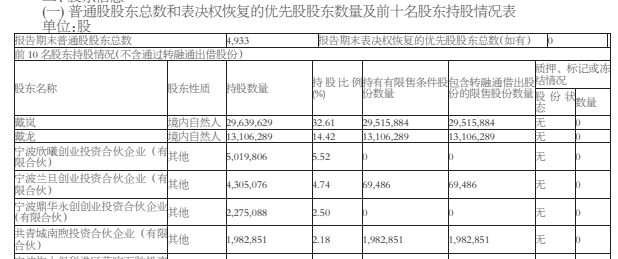 (一) 普通股股东总数和表决权恢复的优先股股东数量及前十名股东持股情况表
单位:股
报告期末普通股股东总数 4,933 报告期末表决权恢复的优先股股东总数(如有) 0
前 10 名股东持股情况(不含通过转融通出借股份)
股东名称 股东性质 持股数量 持股比例(%) 持有有限售条件股份数量 包含转融通借出股份的限售股份数量 质押、标记或冻结情况
股份状态 数量
戴岚 境内自然人 29,639,629 32.61 29,515,884 29,515,884 无 0
戴龙 境内自然人 13,106,289 14.42 13,106,289 13,106,289 无 0
宁波欣曦创业投资合伙企业(有限合伙) 其他 5,019,806 5.52 0 0 无 0
宁波兰旦创业投资合伙企业(有限合伙) 其他 4,305,076 4.74 69,486 69,486 无 0
宁波鼎华永创创业投资合伙企业(有限合伙) 其他 2,275,088 2.50 0 0 无 0
共青城南煦投资合伙企业(有限合伙) 其他 1,982,851 2.18 1,982,851 1,982,851 无 0